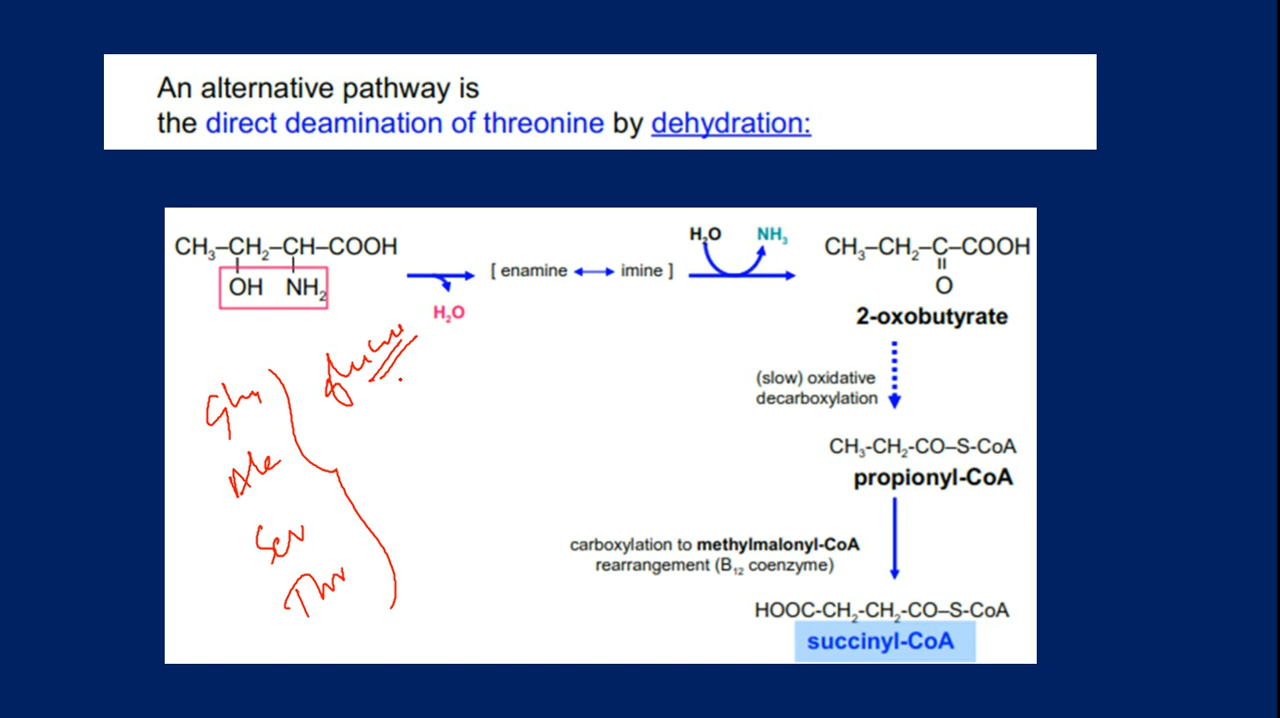 An alternative pathway is
the direct deamination of threonine by dehydration:
CH₃–CH₂–CH–COOH
OH NH₂
H₂O
[ enamine ⟷ imine ]
H₂O NH₃
CH₃–CH₂–C–COOH
O
2-oxobutyrate
(slow) oxidative
decarboxylation
CH₃-CH₂-CO–S-CoA
propionyl-CoA
carboxylation to methylmalonyl-CoA
rearrangement (B₁₂ coenzyme)
HOOC-CH₂-CH₂-CO–S-CoA
succinyl-CoA
Gly
Ala
Ser
Thr